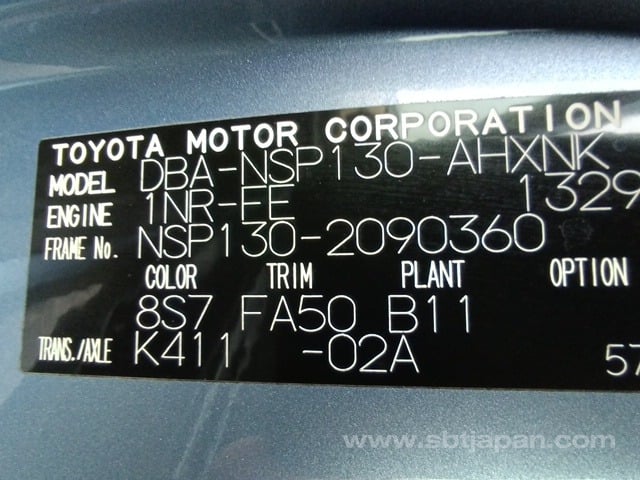 TOYOTA MOTOR CORPORATION
MODEL DBA-NSP130-AHXNK
ENGINE 1NR-FE 1329
FRAME No. NSP130-2090360
COLOR TRIM PLANT OPTION
8S7 FA50 B11
TRANS./AXLE K411 -02A 57
www.sbtjapan.com